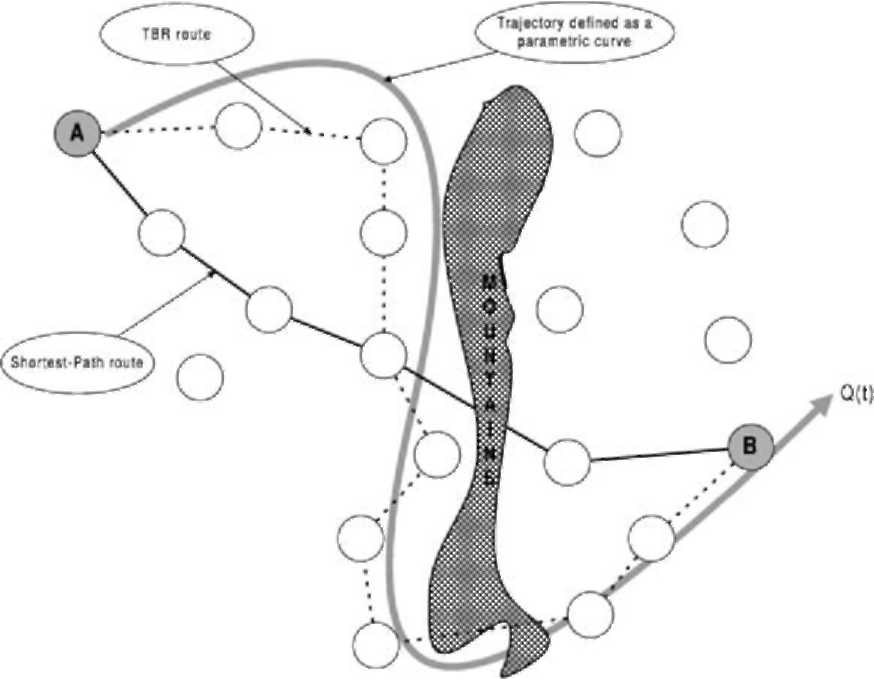 TBR route
Trajectory defined as a
parametric curve
A
MOUNTAINS
Shortest-Path route
Q(t)
B